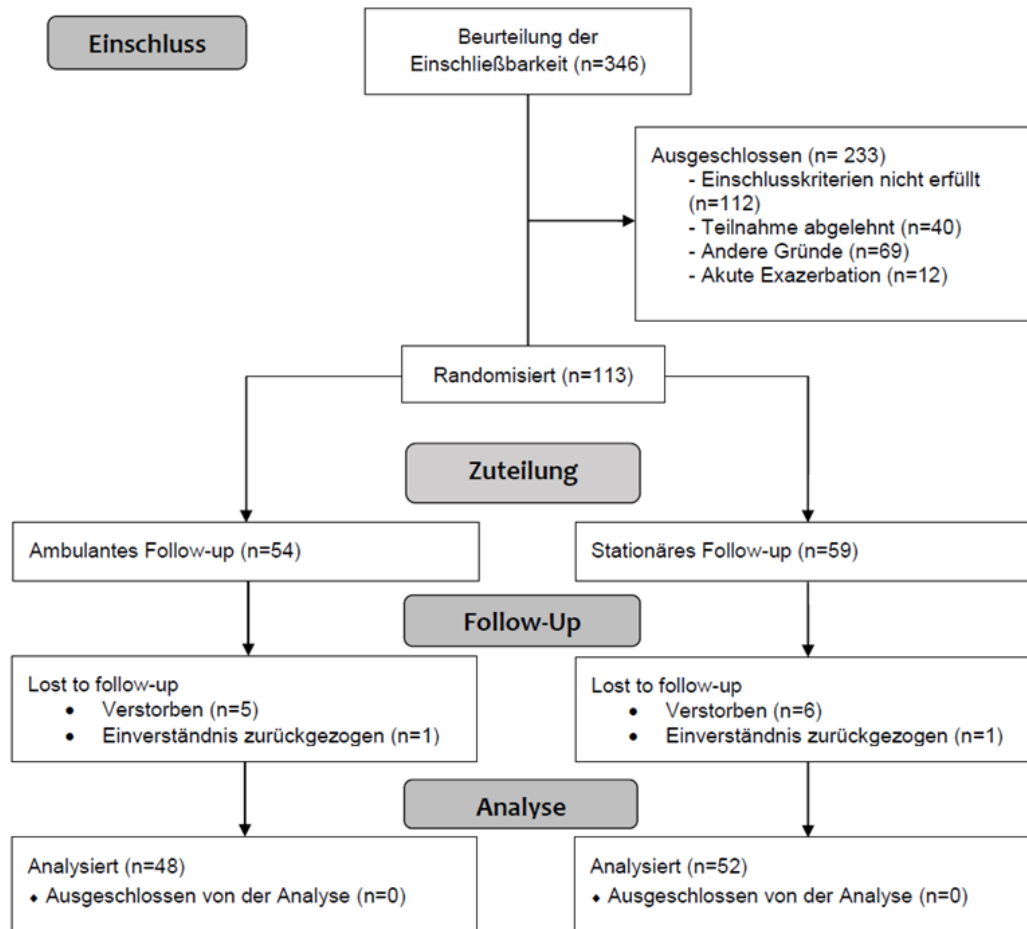 Einschluss
Beurteilung der
Einschließbarkeit (n=346)
Ausgeschlossen (n= 233)
- Einschlusskriterien nicht erfüllt
(n=112)
- Teilnahme abgelehnt (n=40)
- Andere Gründe (n=69)
- Akute Exazerbation (n=12)
Randomisiert (n=113)
Zuteilung
Ambulantes Follow-up (n=54)
Stationäres Follow-up (n=59)
Follow-Up
Lost to follow-up
• Verstorben (n=5)
• Einverständnis zurückgezogen (n=1)
Lost to follow-up
• Verstorben (n=6)
• Einverständnis zurückgezogen (n=1)
Analyse
Analysiert (n=48)
⬥ Ausgeschlossen von der Analyse (n=0)
Analysiert (n=52)
⬥ Ausgeschlossen von der Analyse (n=0)